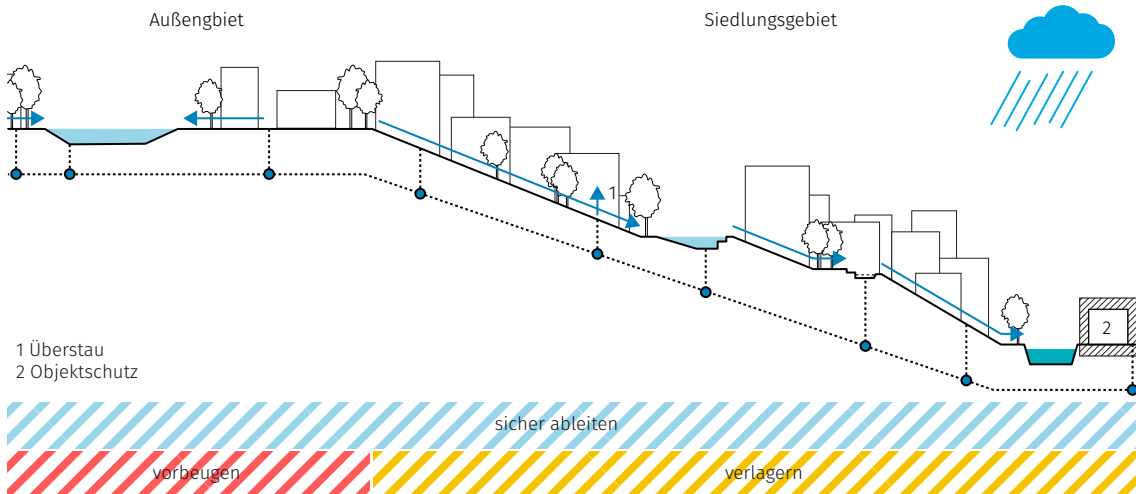 Außengbiet
Siedlungsgebiet
1
2
1 Überstau
2 Objektschutz
sicher ableiten
vorbeugen
verlagern